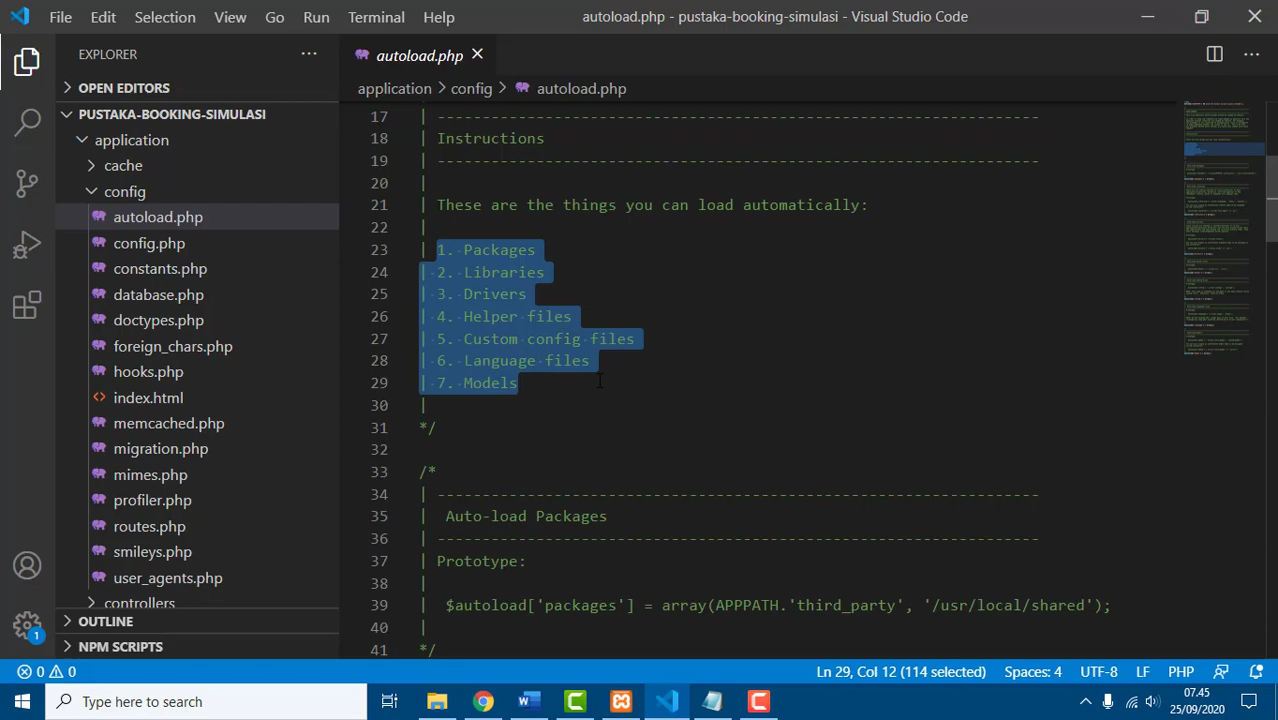 File Edit Selection View Go Run Terminal Help autoload.php - pustaka-booking-simulasi - Visual Studio Code
EXPLORER
OPEN EDITORS
PUSTAKA-BOOKING-SIMULASI
application
cache
config
autoload.php
config.php
constants.php
database.php
doctypes.php
foreign_chars.php
hooks.php
index.html
memcached.php
migration.php
mimes.php
profiler.php
routes.php
smileys.php
user_agents.php
controllers
OUTLINE
NPM SCRIPTS
1
autoload.php
application > config > autoload.php
17 | -------------------------------------------------------------------
18 | Instructions
19 | -------------------------------------------------------------------
20 |
21 | These are the things you can load automatically:
22 |
23 | 1. Packages
24 | 2. Libraries
25 | 3. Drivers
26 | 4. Helper files
27 | 5. Custom config files
28 | 6. Language files
29 | 7. Models
30 |
31 */
32
33 /*
34 | -------------------------------------------------------------------
35 | Auto-load Packages
36 | -------------------------------------------------------------------
37 | Prototype:
38 |
39 | $autoload['packages'] = array(APPPATH.'third_party', '/usr/local/shared');
40 |
41 */
0 0 Ln 29, Col 12 (114 selected) Spaces: 4 UTF-8 LF PHP
Type here to search
07.45
25/09/2020